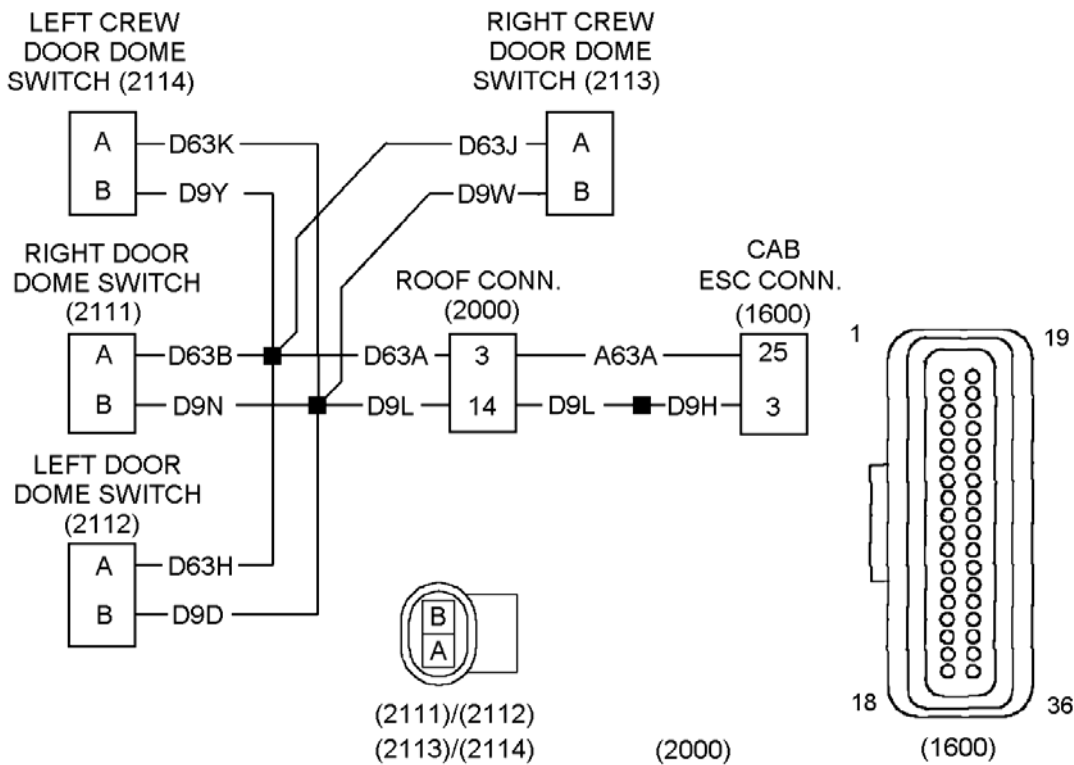 LEFT CREW
DOOR DOME
SWITCH (2114)
A
D63K
B
D9Y
RIGHT CREW
DOOR DOME
SWITCH (2113)
D63J
A
D9W
B
RIGHT DOOR
DOME SWITCH
(2111)
A
D63B
B
D9N
D63A
D9L
ROOF CONN.
(2000)
3
14
A63A
D9L
D9H
CAB
ESC CONN.
(1600)
25
3
LEFT DOOR
DOME SWITCH
(2112)
A
D63H
B
D9D
B
A
(2111)/(2112)
(2113)/(2114)
(2000)
1
19
18
36
(1600)